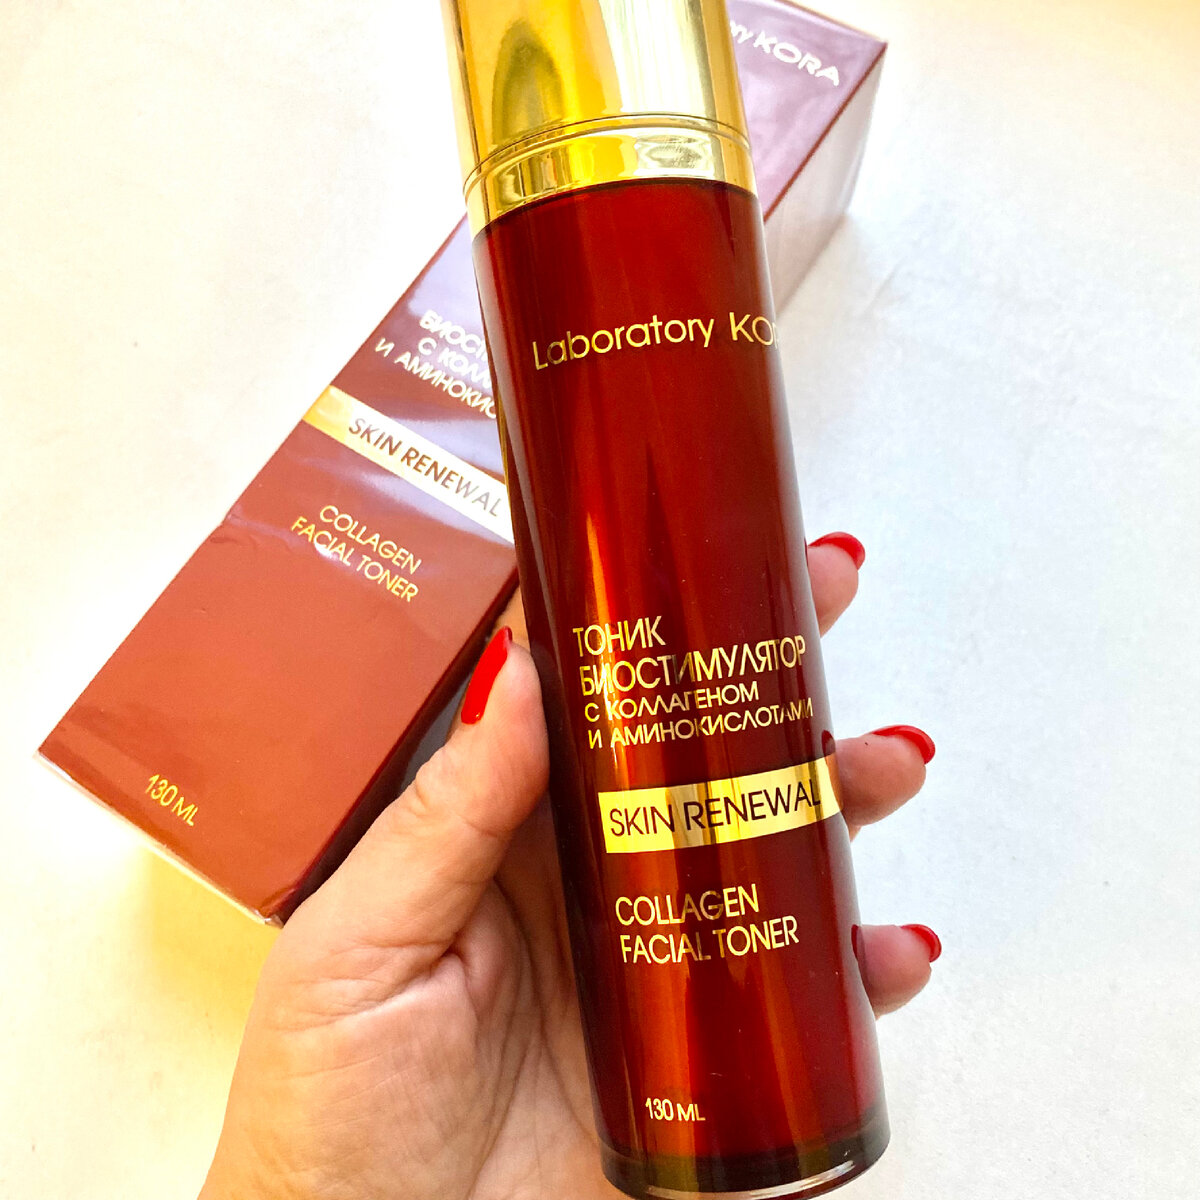 Laboratory
ТОНИК
БИОСТИМУЛЯТОР
С КОЛЛАГЕНОМ
И АМИНОКИСЛОТАМИ
SKIN RENEWAL
COLLAGEN
FACIAL TONER
130 ML
KORA
С
И
SKIN RENEWAL
COLLAGEN
FACIAL TONER
130 ML